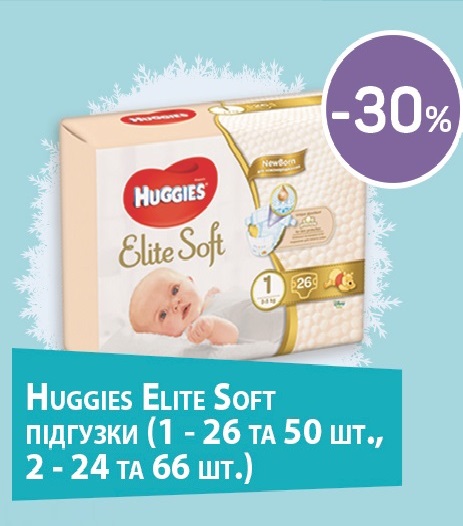 -30%
HUGGIES
NewBorn
HUGGIES
Elite Soft
1
26
HUGGIES ELITE SOFT
ПІДГУЗКИ (1 - 26 ТА 50 ШТ.,
2 - 24 ТА 66 ШТ.)